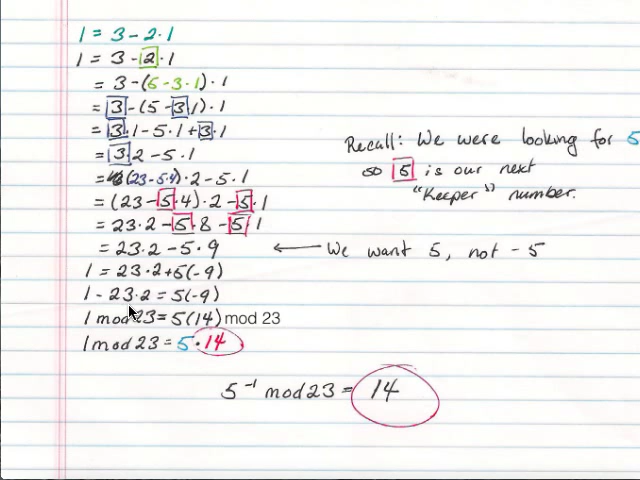 1 = 3 - 2 · 1
1 = 3 - 2 · 1
= 3 - (5 - 3 · 1) · 1
= 3 - (5 - 3 · 1) · 1
= 3 · 1 - 5 · 1 + 3 · 1
= 3 · 2 - 5 · 1
= (23 - 5 · 4) · 2 - 5 · 1
= (23 - 5 · 4) · 2 - 5 · 1
= 23 · 2 - 5 · 8 - 5 · 1
= 23 · 2 - 5 · 9
1 = 23 · 2 + 5(-9)
1 - 23 · 2 = 5(-9)
1 mod 23 = 5(14) mod 23
1 mod 23 = 5 · 14
Recall: We were looking for 5
so 5 is our next
"Keeper" number.
← We want 5, not - 5
5⁻¹ mod 23 = 14